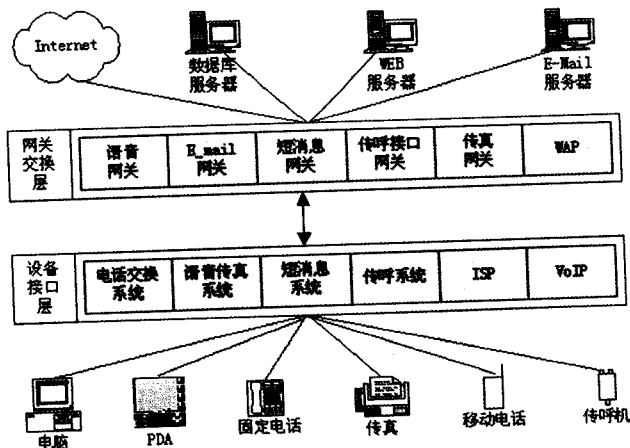 Internet
数据库
服务器
WEB
服务器
E-Mail
服务器
网关
交换
层
语音
网关
E_mail
网关
短消息
网关
传呼接口
网关
传真
网关
WAP
设备
接口
层
电话交换
系统
语音传真
系统
短消息
系统
传呼系统
ISP
VoIP
电脑
PDA
固定电话
传真
移动电话
传呼机